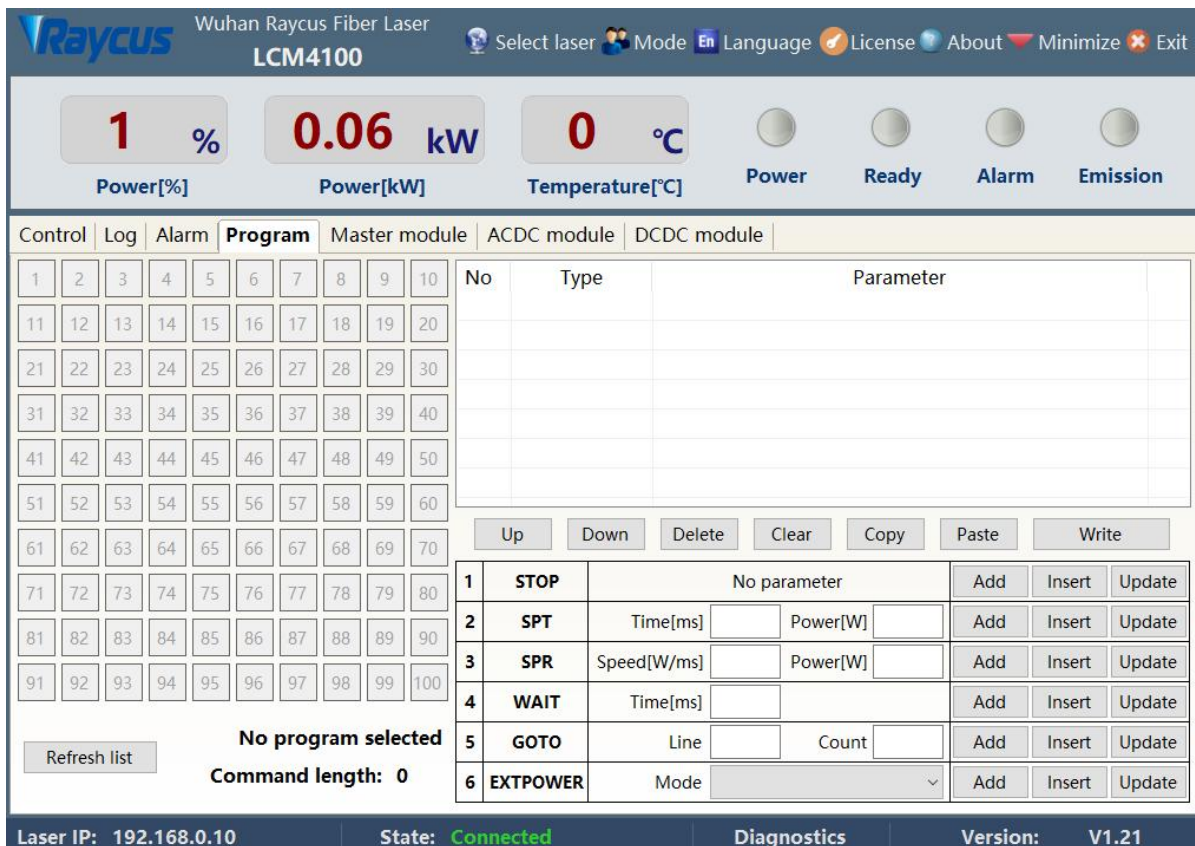 Raycus
Wuhan Raycus Fiber Laser
LCM4100
Select laser Mode En Language License About Minimize Exit
1 % 0.06 kW 0 ℃
Power[%] Power[kW] Temperature[℃] Power Ready Alarm Emission
Control Log Alarm Program Master module ACDC module DCDC module
1 2 3 4 5 6 7 8 9 10
11 12 13 14 15 16 17 18 19 20
21 22 23 24 25 26 27 28 29 30
31 32 33 34 35 36 37 38 39 40
41 42 43 44 45 46 47 48 49 50
51 52 53 54 55 56 57 58 59 60
61 62 63 64 65 66 67 68 69 70
71 72 73 74 75 76 77 78 79 80
81 82 83 84 85 86 87 88 89 90
91 92 93 94 95 96 97 98 99 100
Refresh list
No program selected
Command length: 0
No Type Parameter
Up Down Delete Clear Copy Paste Write
1 STOP No parameter Add Insert Update
2 SPT Time[ms] Power[W] Add Insert Update
3 SPR Speed[W/ms] Power[W] Add Insert Update
4 WAIT Time[ms] Add Insert Update
5 GOTO Line Count Add Insert Update
6 EXTPOWER Mode Add Insert Update
Laser IP: 192.168.0.10 State: Connected Diagnostics Version: V1.21